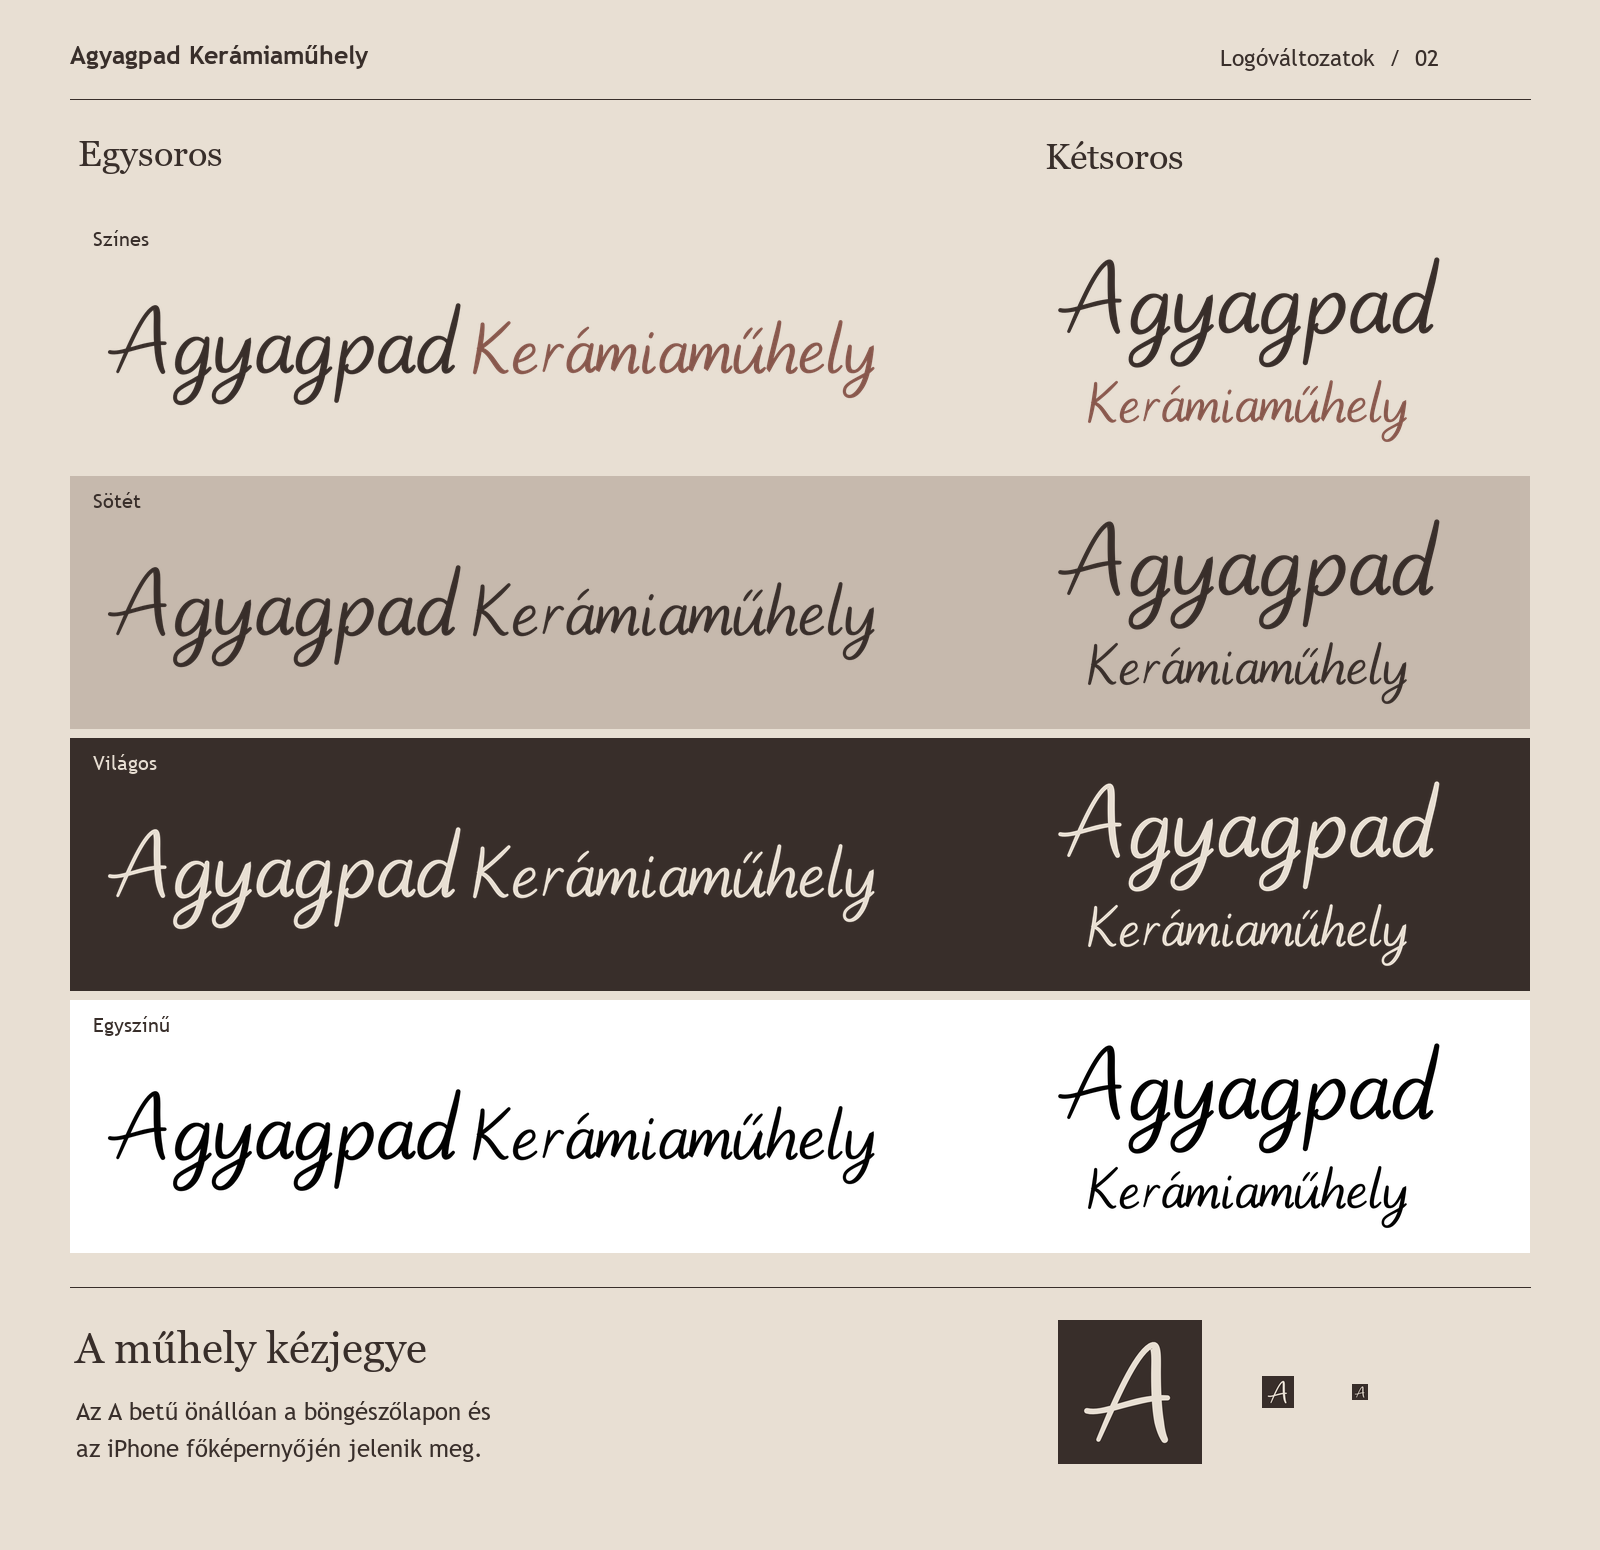 Agyagpad Kerámiaműhely
Logóváltozatok / 02
Egysoros
Kétsoros
Színes
Agyagpad Kerámiaműhely
Agyagpad
Kerámiaműhely
Sötét
Agyagpad Kerámiaműhely
Agyagpad
Kerámiaműhely
Világos
Agyagpad Kerámiaműhely
Agyagpad
Kerámiaműhely
Egyszínű
Agyagpad Kerámiaműhely
Agyagpad
Kerámiaműhely
A műhely kézjegye
Az A betű önállóan a böngészőlapon és
az iPhone főképernyőjén jelenik meg.
A
A
A